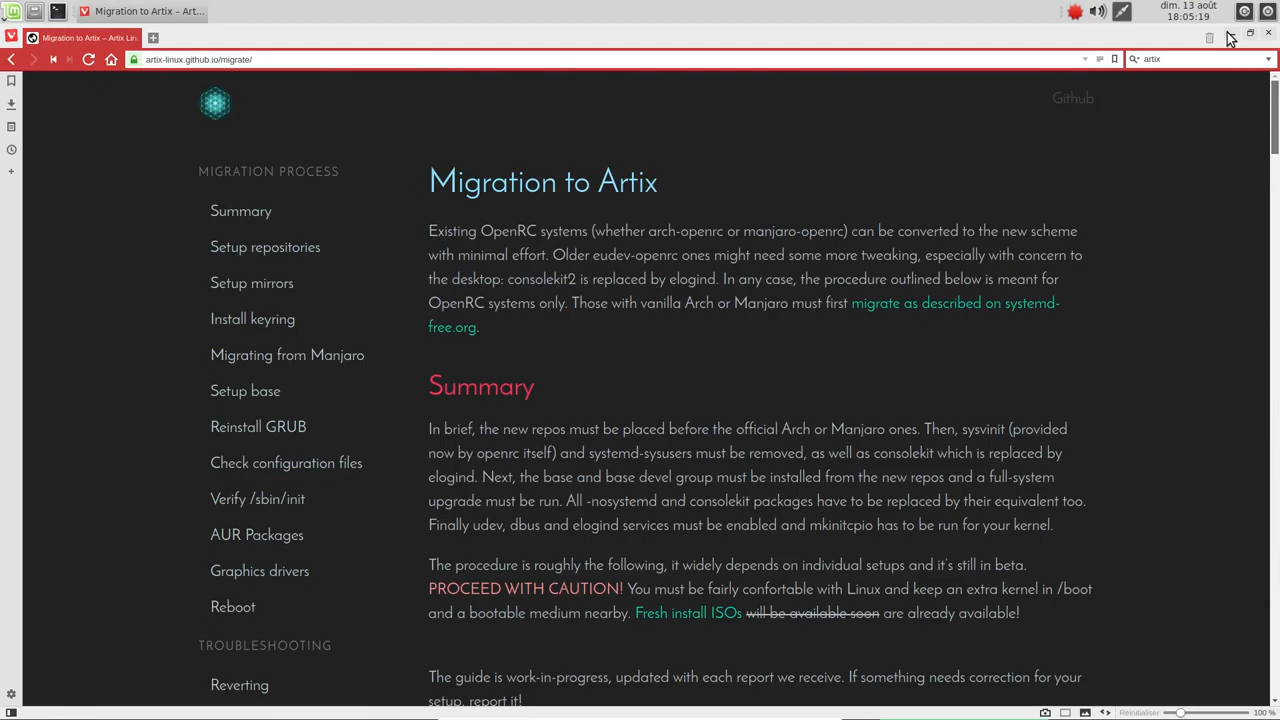 Migration to Artix – Art...
dim. 13 août
18:05:19
Migration to Artix – Artix Lin
artix-linux.github.io/migrate/
artix
Github
MIGRATION PROCESS
Summary
Setup repositories
Setup mirrors
Install keyring
Migrating from Manjaro
Setup base
Reinstall GRUB
Check configuration files
Verify /sbin/init
AUR Packages
Graphics drivers
Reboot
TROUBLESHOOTING
Reverting
Migration to Artix
Existing OpenRC systems (whether arch-openrc or manjaro-openrc) can be converted to the new scheme
with minimal effort. Older eudev-openrc ones might need some more tweaking, especially with concern to
the desktop: consolekit2 is replaced by elogind. In any case, the procedure outlined below is meant for
OpenRC systems only. Those with vanilla Arch or Manjaro must first migrate as described on systemd-
free.org.
Summary
In brief, the new repos must be placed before the official Arch or Manjaro ones. Then, sysvinit (provided
now by openrc itself) and systemd-sysusers must be removed, as well as consolekit which is replaced by
elogind. Next, the base and base devel group must be installed from the new repos and a full-system
upgrade must be run. All -nosystemd and consolekit packages have to be replaced by their equivalent too.
Finally udev, dbus and elogind services must be enabled and mkinitcpio has to be run for your kernel.
The procedure is roughly the following, it widely depends on individual setups and it's still in beta.
PROCEED WITH CAUTION! You must be fairly confortable with Linux and keep an extra kernel in /boot
and a bootable medium nearby. Fresh install ISOs will be available soon are already available!
The guide is work-in-progress, updated with each report we receive. If something needs correction for your
setup, report it!
Réinitialiser
100 %